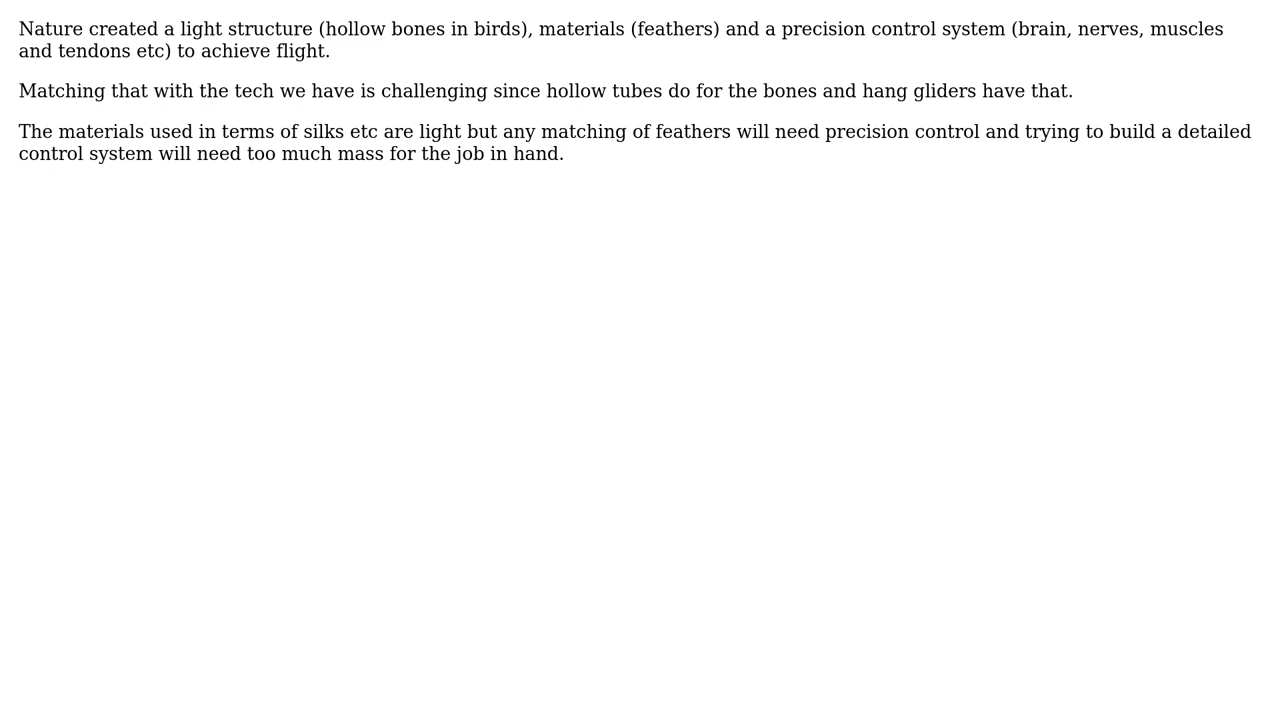 Nature created a light structure (hollow bones in birds), materials (feathers) and a precision control system (brain, nerves, muscles
and tendons etc) to achieve flight.
Matching that with the tech we have is challenging since hollow tubes do for the bones and hang gliders have that.
The materials used in terms of silks etc are light but any matching of feathers will need precision control and trying to build a detailed
control system will need too much mass for the job in hand.